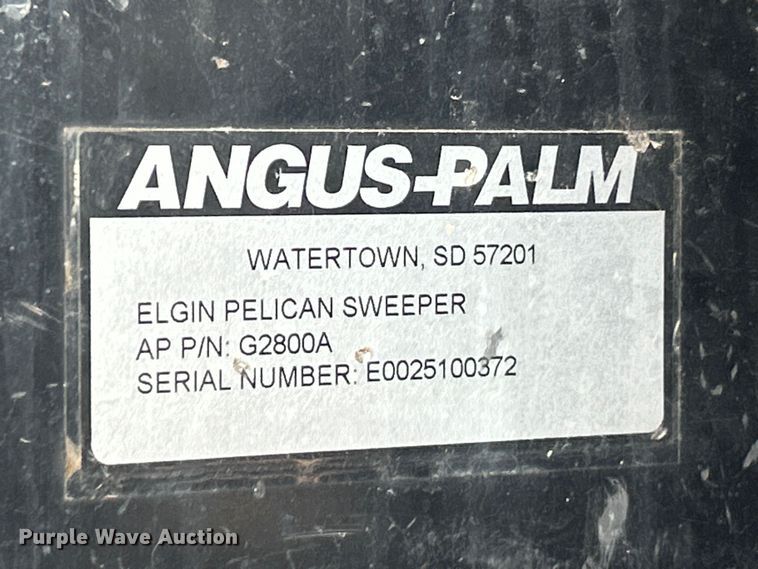 ANGUS-PALM
WATERTOWN, SD 57201
ELGIN PELICAN SWEEPER
AP P/N: G2800A
SERIAL NUMBER: E0025100372
Purple Wave Auction